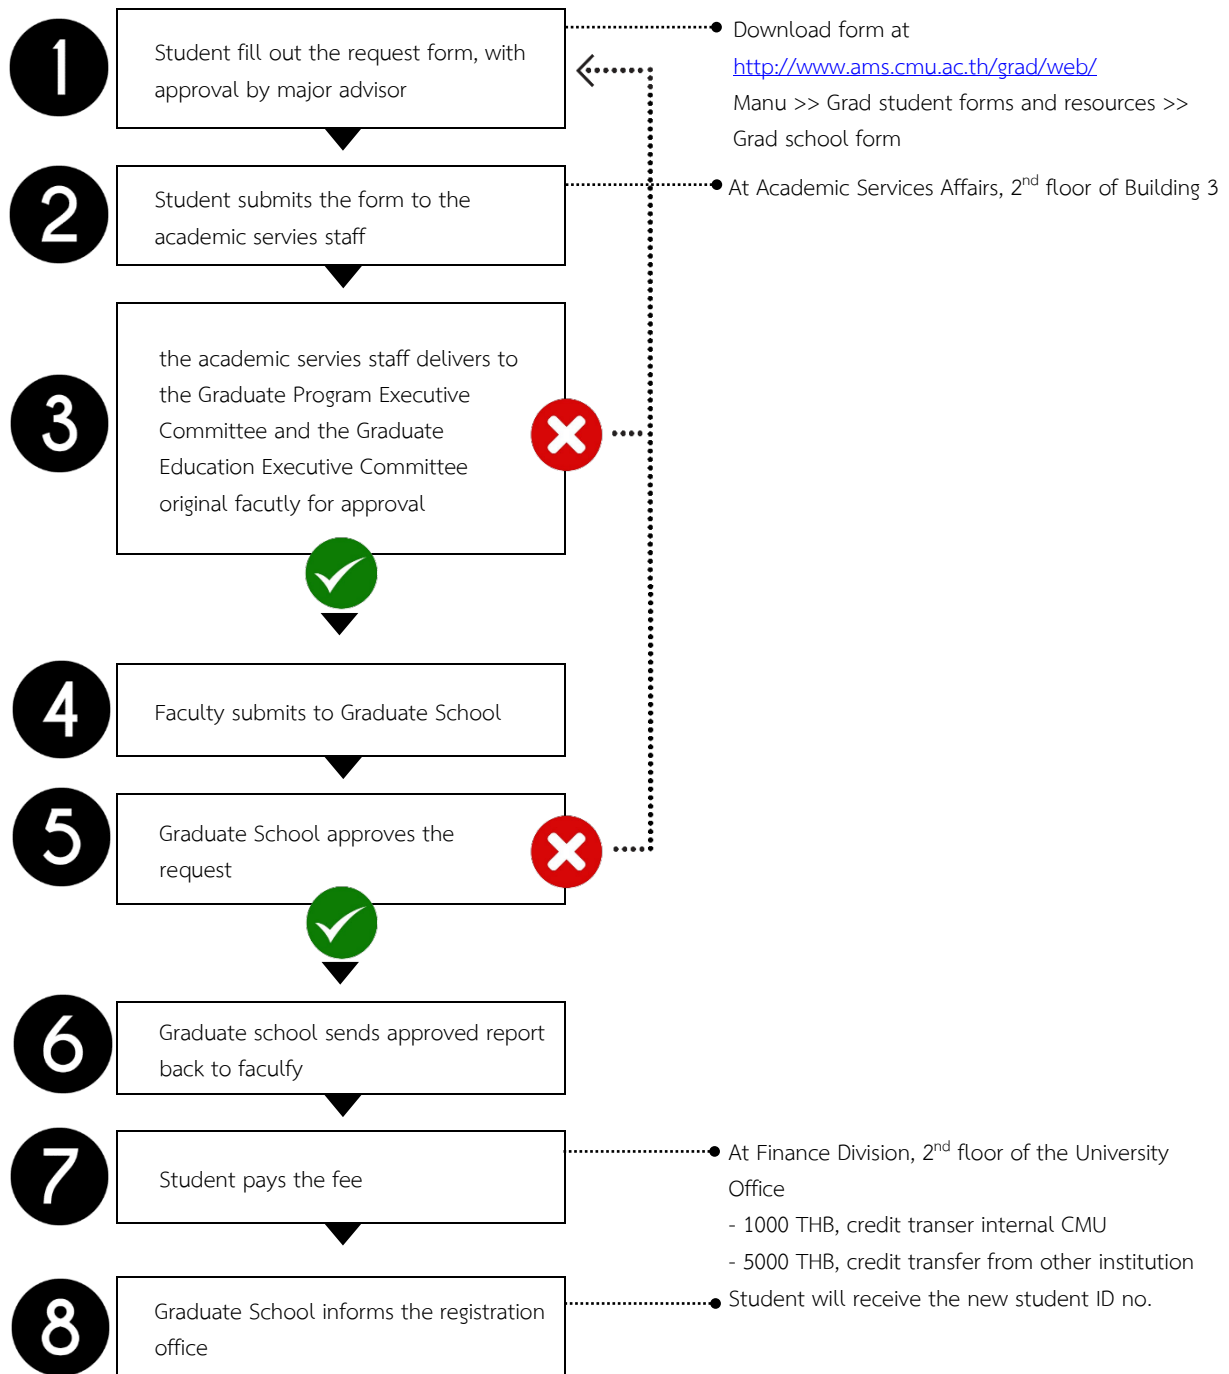 1
Student fill out the request form, with
approval by major advisor
Download form at
http://www.ams.cmu.ac.th/grad/web/
Manu >> Grad student forms and resources >>
Grad school form
2
Student submits the form to the
academic servies staff
At Academic Services Affairs, 2nd floor of Building 3
3
the academic servies staff delivers to
the Graduate Program Executive
Committee and the Graduate
Education Executive Committee
original facutly for approval
4
Faculty submits to Graduate School
5
Graduate School approves the
request
6
Graduate school sends approved report
back to faculfy
7
Student pays the fee
At Finance Division, 2nd floor of the University
Office
- 1000 THB, credit transer internal CMU
- 5000 THB, credit transfer from other institution
8
Graduate School informs the registration
office
Student will receive the new student ID no.